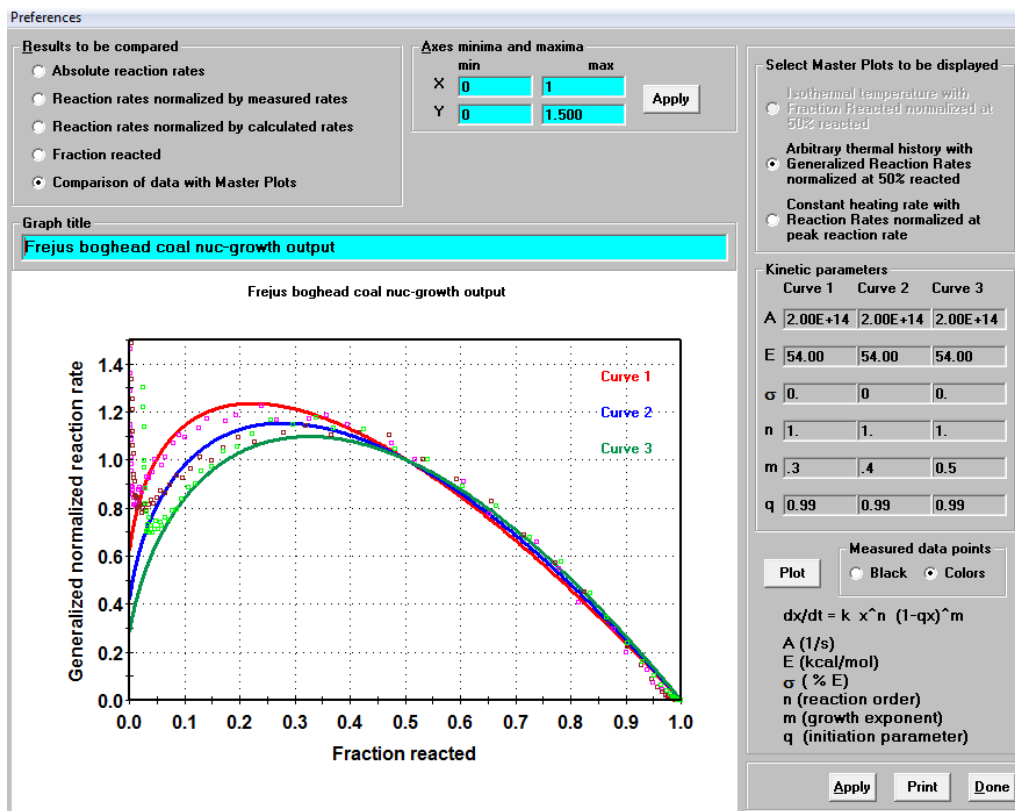 Preferences
Results to be compared
Absolute reaction rates
Reaction rates normalized by measured rates
Reaction rates normalized by calculated rates
Fraction reacted
Comparison of data with Master Plots
Axes minima and maxima
min max
X 0 1
Y 0 1.500
Apply
Graph title
Frejus boghead coal nuc-growth output
Frejus boghead coal nuc-growth output
Generalized normalized reaction rate
1.4
1.2
1.0
0.8
0.6
0.4
0.2
0.0
Curve 1
Curve 2
Curve 3
0.0 0.1 0.2 0.3 0.4 0.5 0.6 0.7 0.8 0.9 1.0
Fraction reacted
Select Master Plots to be displayed
Isothermal temperature with
Fraction Reacted normalized at
50% reacted
Arbitrary thermal history with
Generalized Reaction Rates
normalized at 50% reacted
Constant heating rate with
Reaction Rates normalized at
peak reaction rate
Kinetic parameters
Curve 1 Curve 2 Curve 3
A 2.00E+14 2.00E+14 2.00E+14
E 54.00 54.00 54.00
σ 0. 0 0.
n 1. 1. 1.
m .3 .4 0.5
q 0.99 0.99 0.99
Plot
Measured data points
Black Colors
dx/dt = k x^n (1-qx)^m
A (1/s)
E (kcal/mol)
σ ( % E)
n (reaction order)
m (growth exponent)
q (initiation parameter)
Apply Print Done